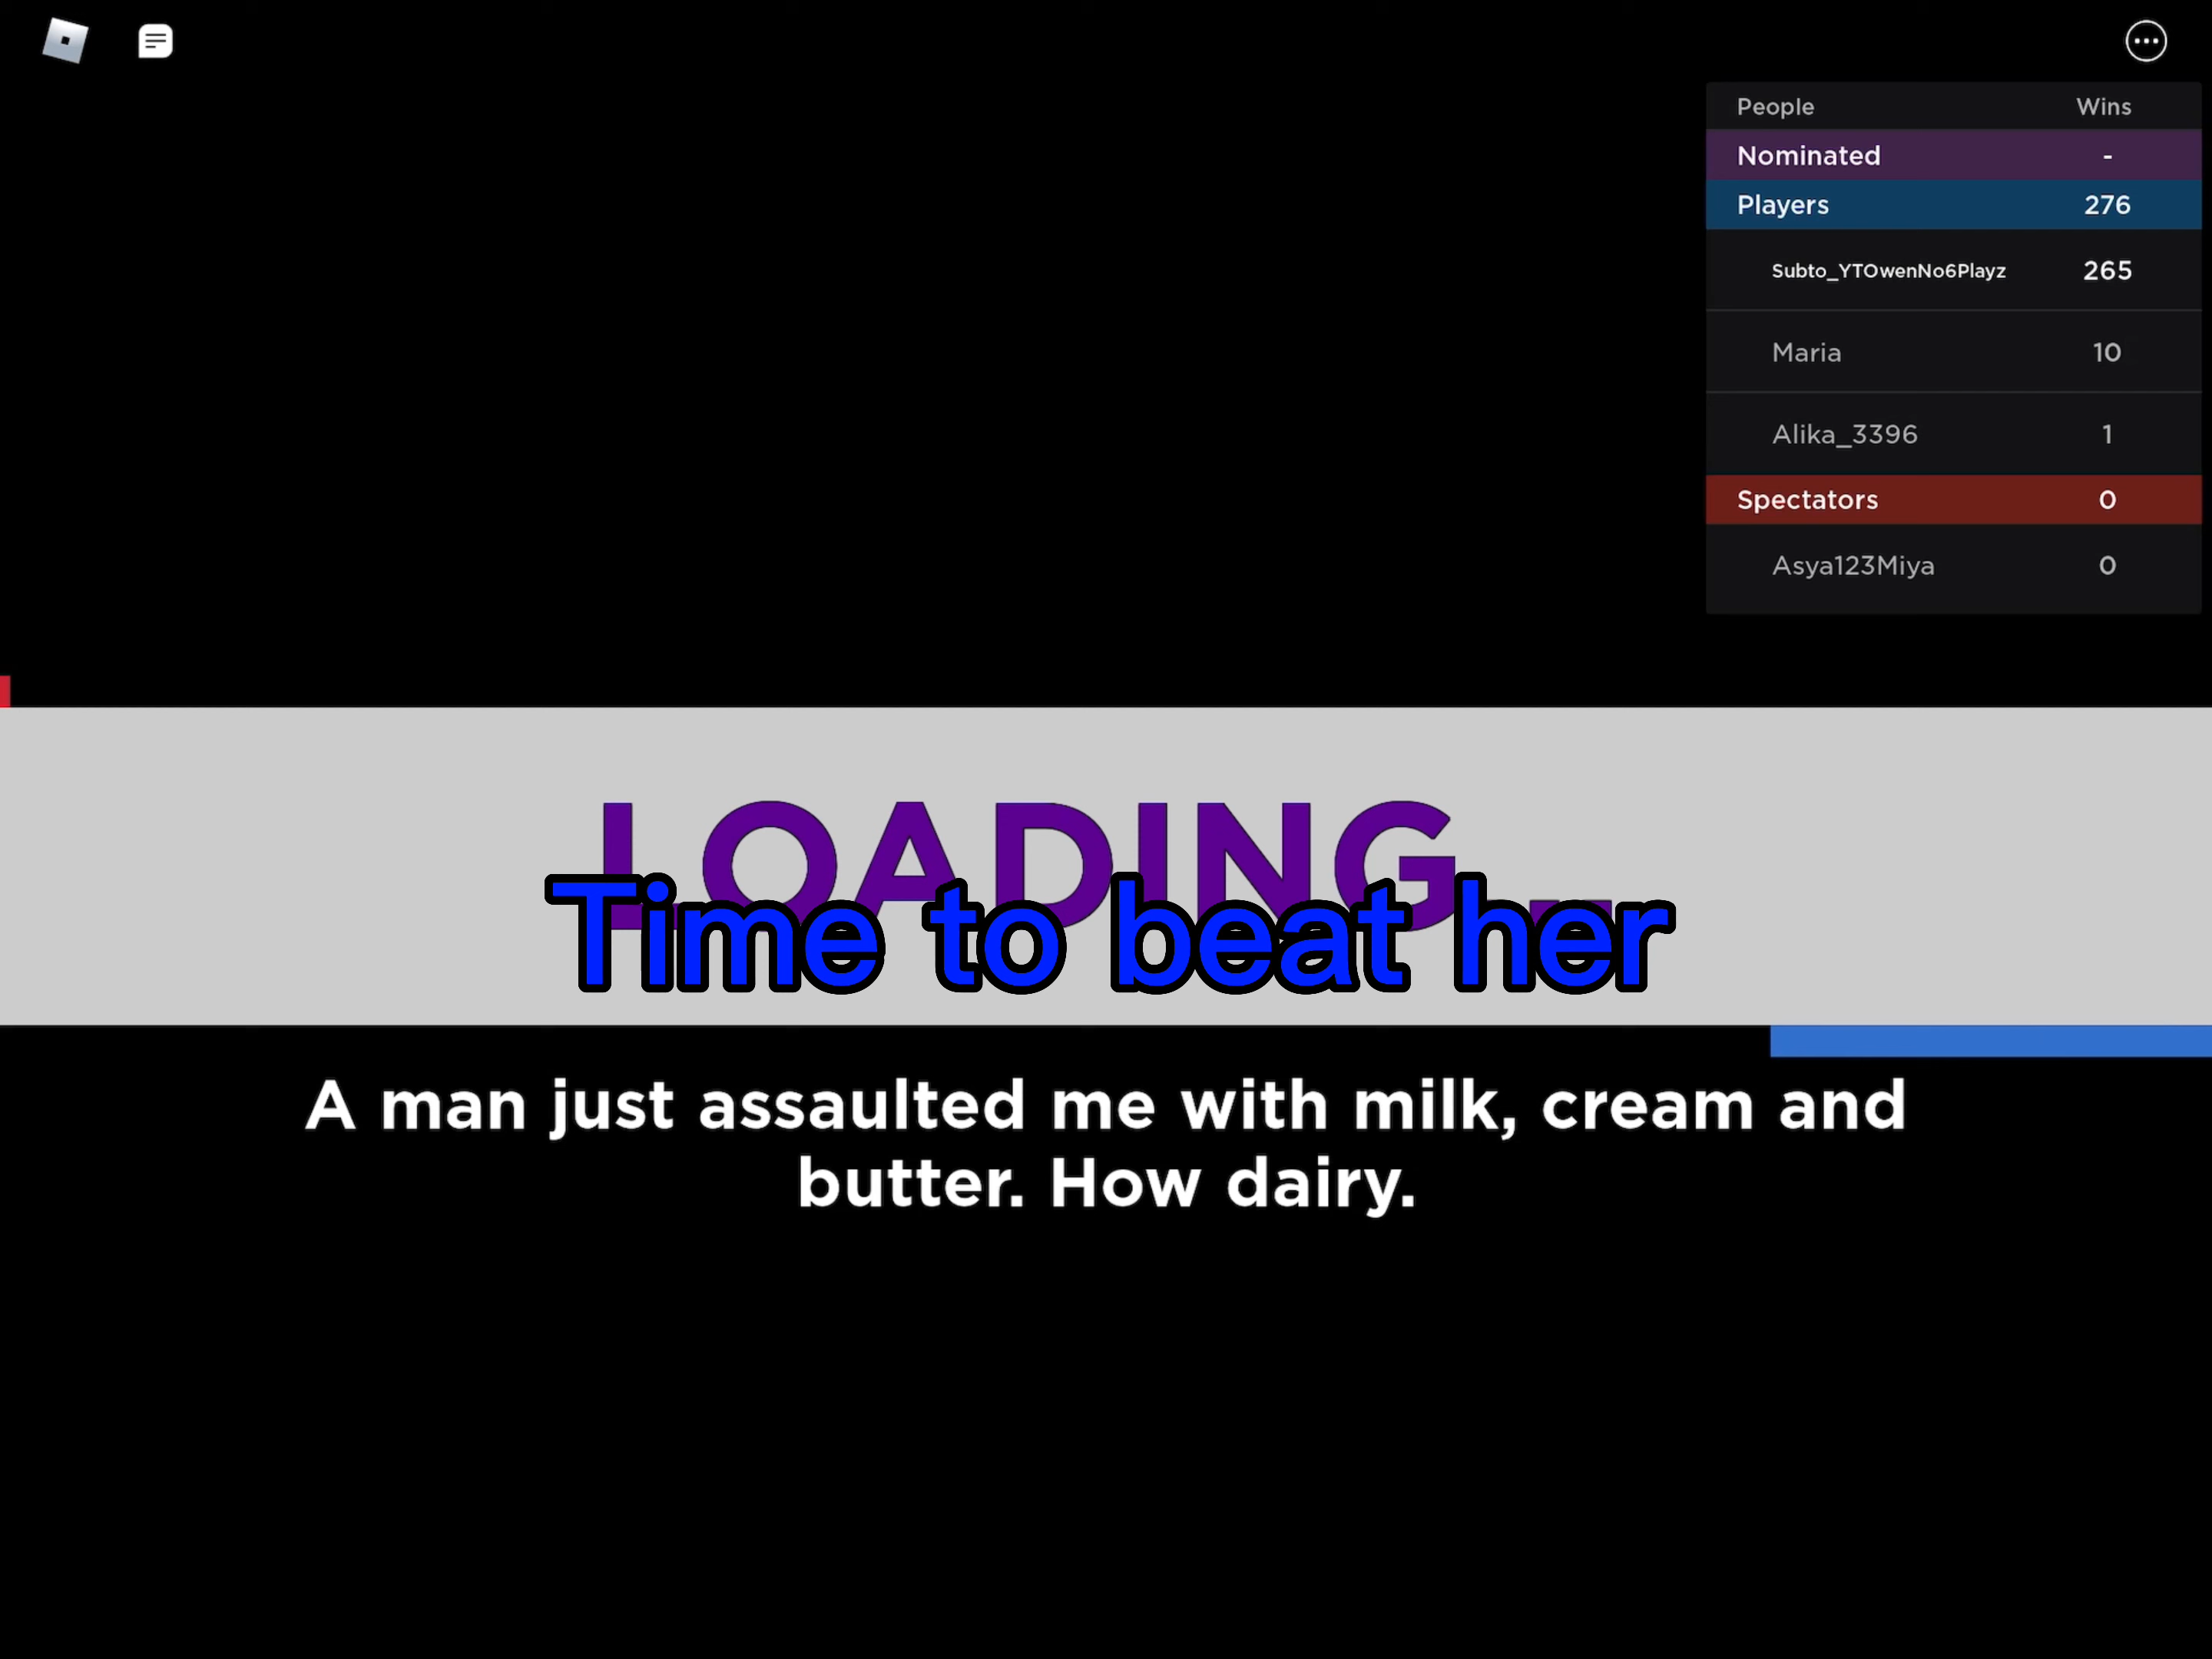 People Wins
Nominated -
Players 276
Subto_YTOwenNo6Playz 265
Maria 10
Alika_3396 1
Spectators 0
Asya123Miya 0
LOADING_
Time to beat her
A man just assaulted me with milk, cream and
butter. How dairy.